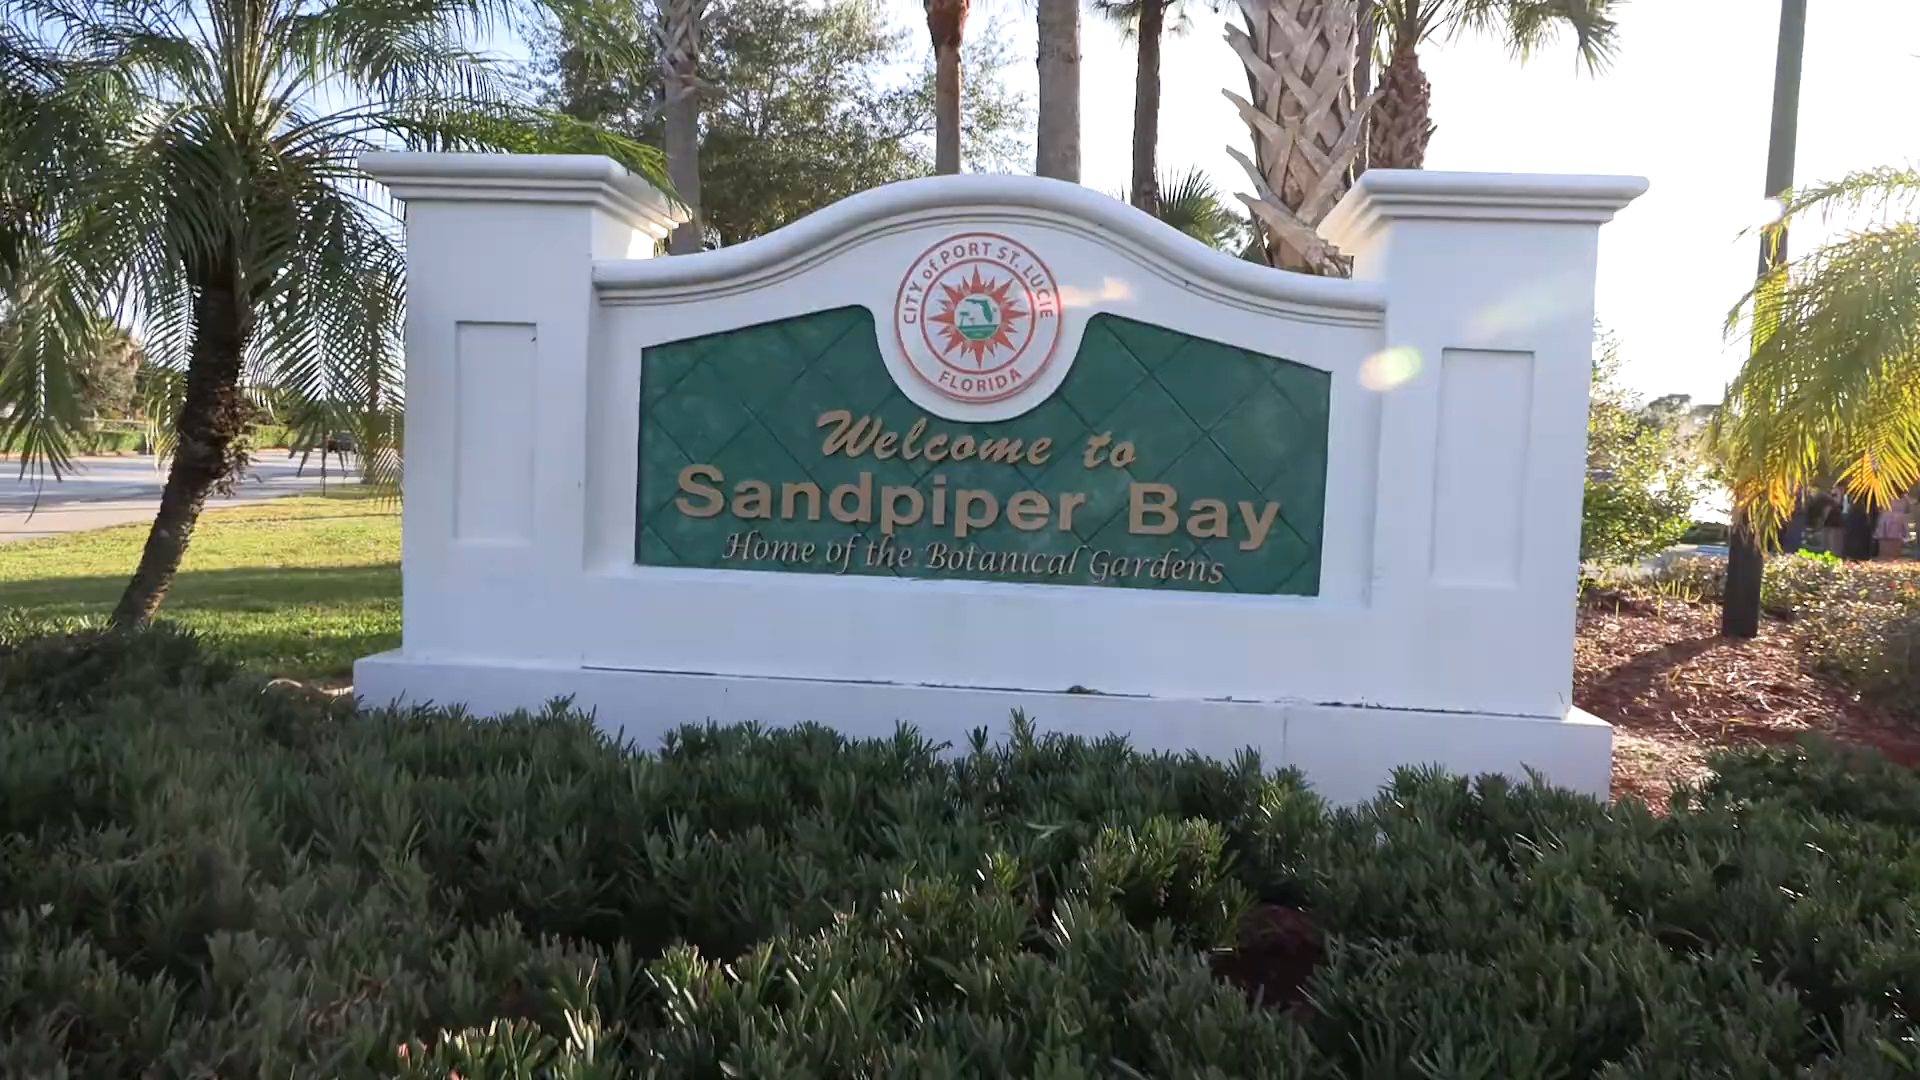 CITY of PORT ST. LUCIE
FLORIDA
Welcome to
Sandpiper Bay
Home of the Botanical Gardens